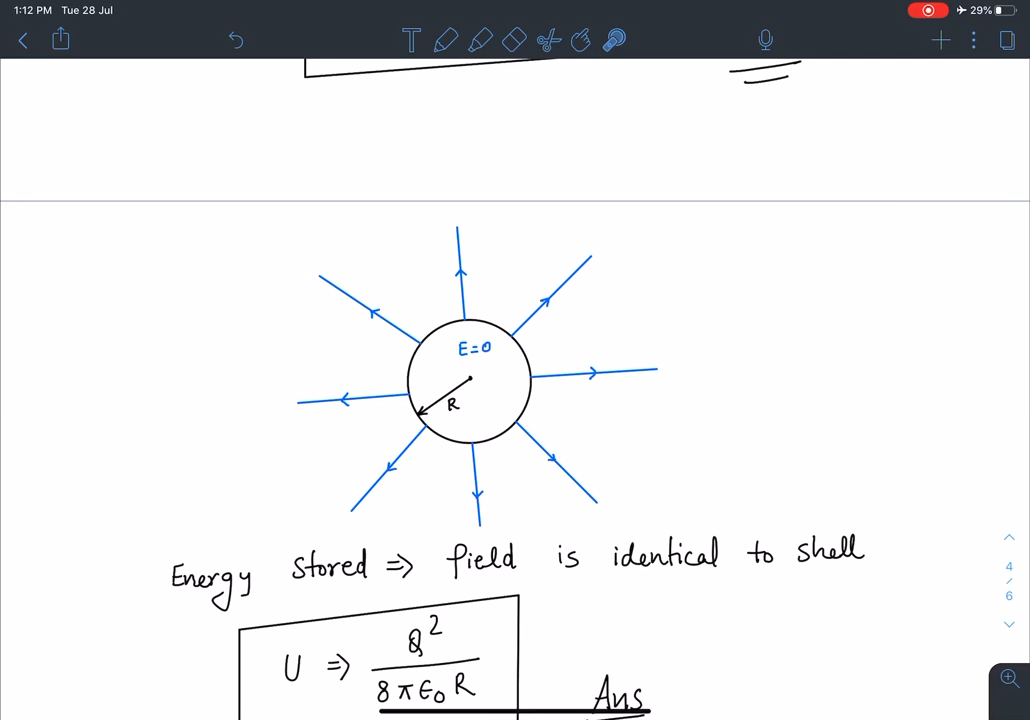 1:12 PM Tue 28 Jul
29%
T
E=0
R
Energy stored ⇒ field is identical to shell
U ⇒ Q²/8πϵ₀R
Ans
4
/
6